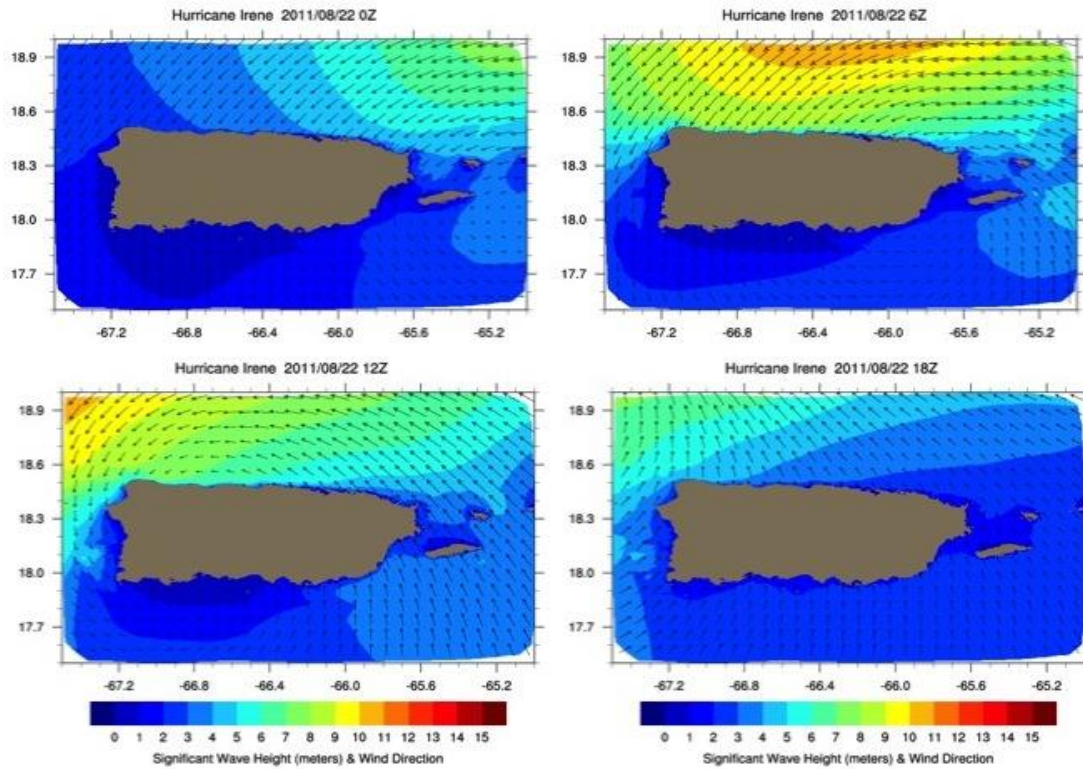 Hurricane Irene 2011/08/22 0Z
18.9
18.6
18.3
18.0
17.7
-67.2 -66.8 -66.4 -66.0 -65.6 -65.2
Hurricane Irene 2011/08/22 6Z
18.9
18.6
18.3
18.0
17.7
-67.2 -66.8 -66.4 -66.0 -65.6 -65.2
Hurricane Irene 2011/08/22 12Z
18.9
18.6
18.3
18.0
17.7
-67.2 -66.8 -66.4 -66.0 -65.6 -65.2
0 1 2 3 4 5 6 7 8 9 10 11 12 13 14 15
Significant Wave Height (meters) & Wind Direction
Hurricane Irene 2011/08/22 18Z
18.9
18.6
18.3
18.0
17.7
-67.2 -66.8 -66.4 -66.0 -65.6 -65.2
0 1 2 3 4 5 6 7 8 9 10 11 12 13 14 15
Significant Wave Height (meters) & Wind Direction